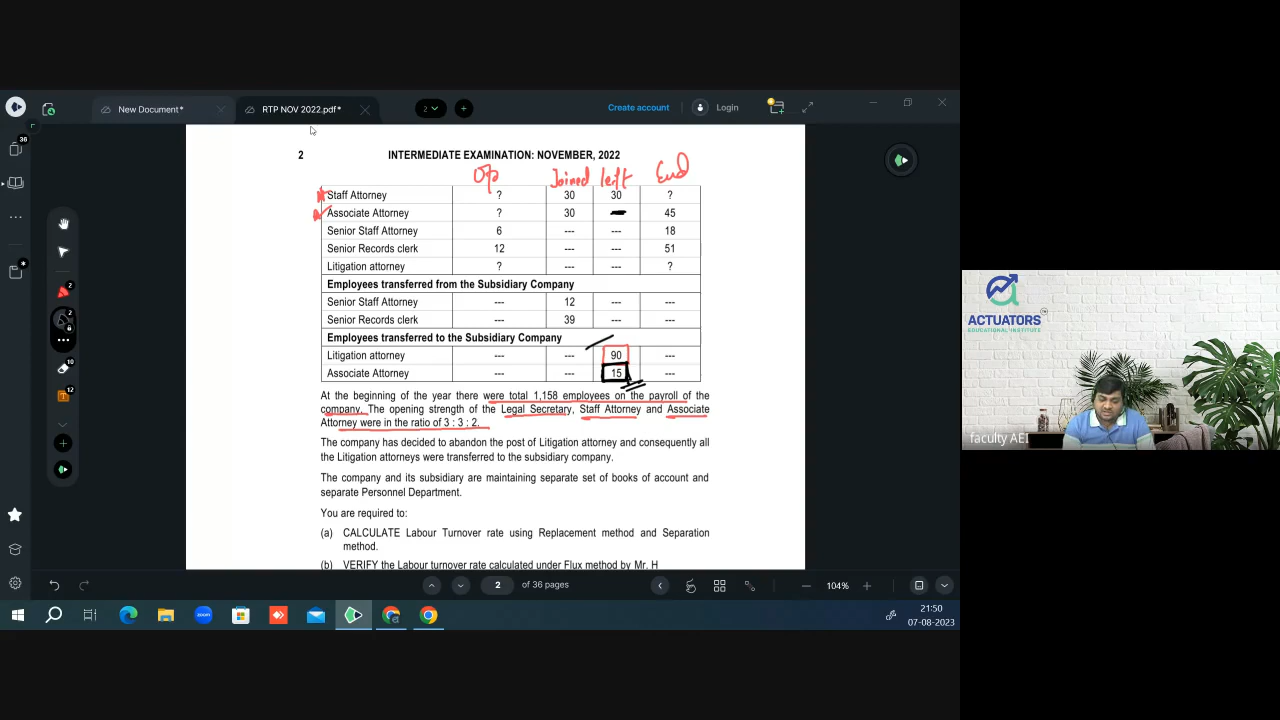 New Document*
RTP NOV 2022.pdf*
2
Create account
Login
36
2 INTERMEDIATE EXAMINATION: NOVEMBER, 2022
Op Joined left End
Staff Attorney ? 30 30 ?
Associate Attorney ? 30 45
Senior Staff Attorney 6 --- --- 18
Senior Records clerk 12 --- --- 51
Litigation attorney ? --- --- ?
Employees transferred from the Subsidiary Company
Senior Staff Attorney --- 12 --- ---
Senior Records clerk --- 39 --- ---
Employees transferred to the Subsidiary Company
Litigation attorney --- --- 90 ---
Associate Attorney --- --- 15 ---
At the beginning of the year there were total 1,158 employees on the payroll of the
company. The opening strength of the Legal Secretary, Staff Attorney and Associate
Attorney were in the ratio of 3 : 3 : 2.
The company has decided to abandon the post of Litigation attorney and consequently all
the Litigation attorneys were transferred to the subsidiary company.
The company and its subsidiary are maintaining separate set of books of account and
separate Personnel Department.
You are required to:
(a) CALCULATE Labour Turnover rate using Replacement method and Separation
method.
(b) VERIFY the Labour turnover rate calculated under Flux method by Mr. H
2
2
10
12
2 of 36 pages
104%
zoom
21:50
07-08-2023
ACTUATORS
EDUCATIONAL INSTITUTE
faculty AEI